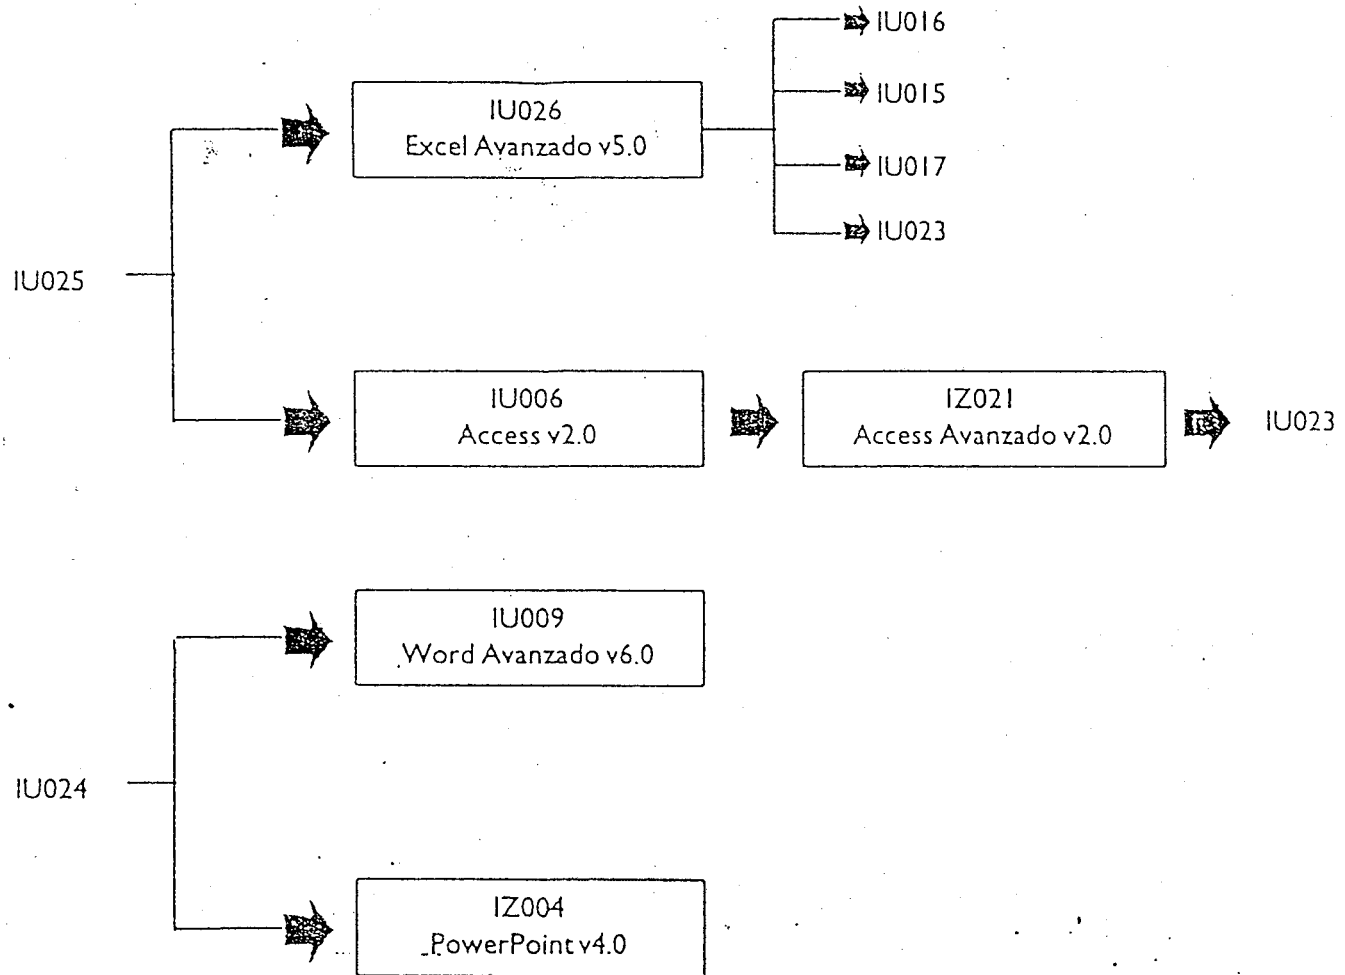 IU016
IU026
Excel Avanzado v5.0
IU015
IU017
IU023
IU025
IU006
Access v2.0
IZ021
Access Avanzado v2.0
IU023
IU009
Word Avanzado v6.0
IU024
IZ004
PowerPoint v4.0